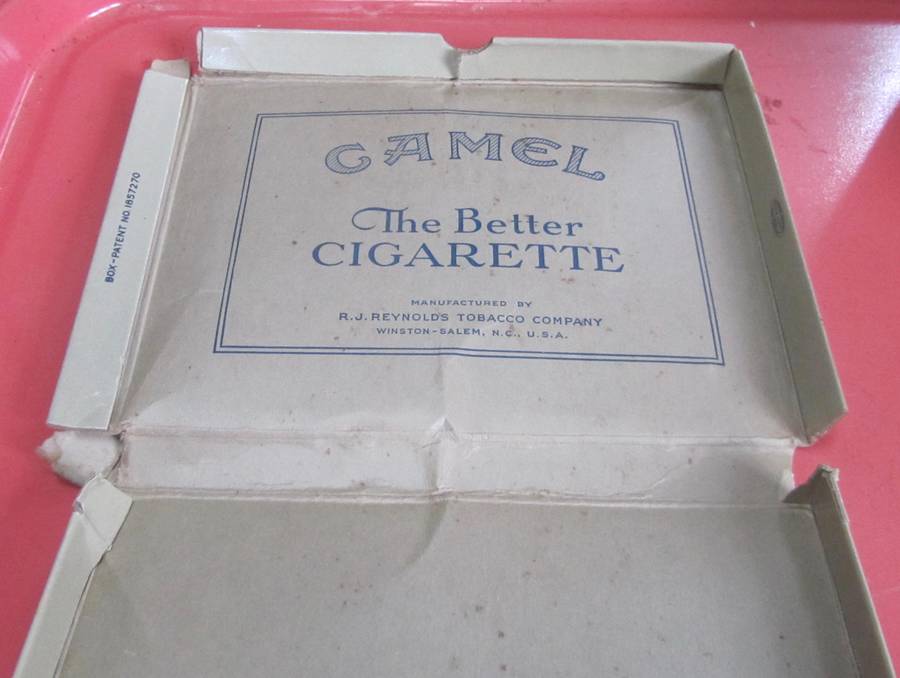 CAMEL
The Better
CIGARETTE
MANUFACTURED BY
R.J. REYNOLDS TOBACCO COMPANY
WINSTON-SALEM, N.C., U.S.A.
BOX-PATENT NO. 1857270